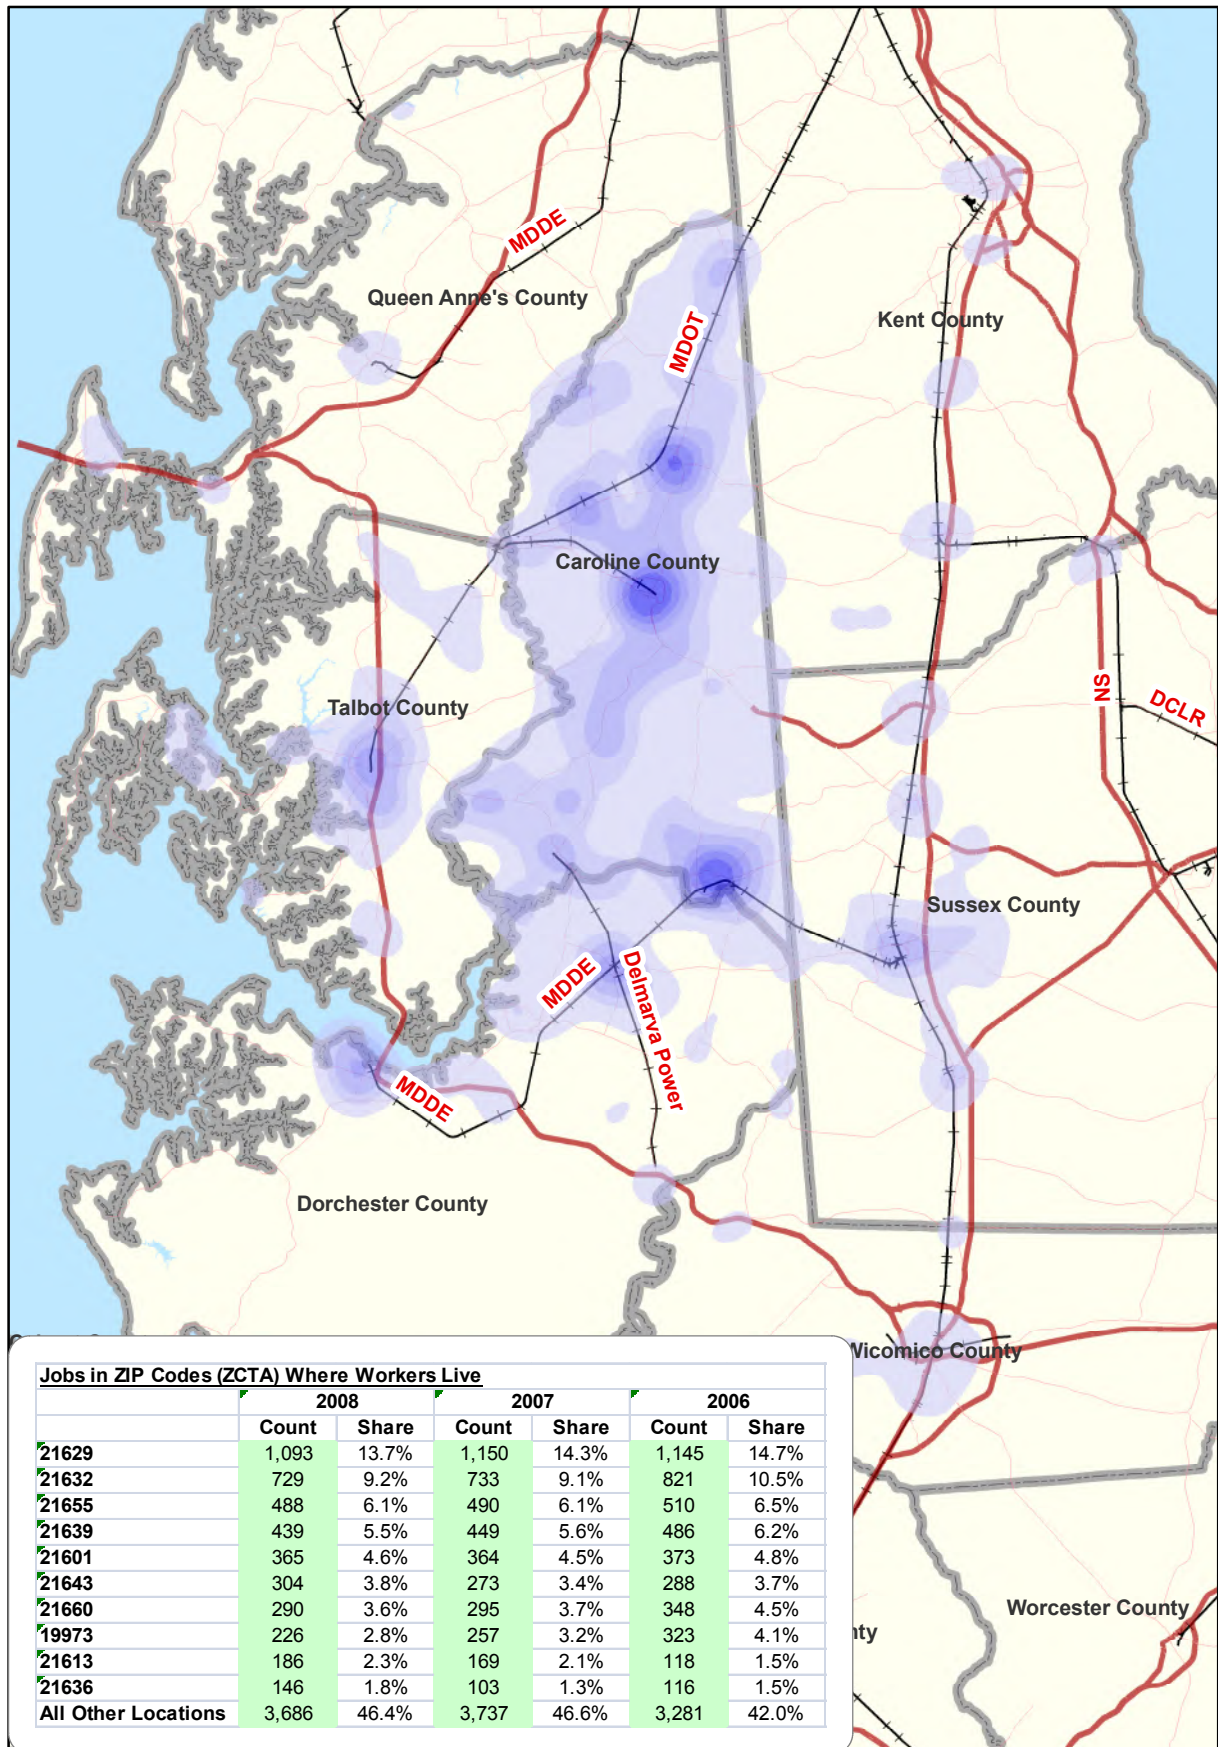 MDDE
Queen Anne's County
MDOT
Kent County
Caroline County
Talbot County
NS
DCLR
Sussex County
MDDE
Delmarva Power
MDDE
Dorchester County
Wicomico County
Worcester County
nty
Jobs in ZIP Codes (ZCTA) Where Workers Live
2008 2007 2006
Count Share Count Share Count Share
21629 1,093 13.7% 1,150 14.3% 1,145 14.7%
21632 729 9.2% 733 9.1% 821 10.5%
21655 488 6.1% 490 6.1% 510 6.5%
21639 439 5.5% 449 5.6% 486 6.2%
21601 365 4.6% 364 4.5% 373 4.8%
21643 304 3.8% 273 3.4% 288 3.7%
21660 290 3.6% 295 3.7% 348 4.5%
19973 226 2.8% 257 3.2% 323 4.1%
21613 186 2.3% 169 2.1% 118 1.5%
21636 146 1.8% 103 1.3% 116 1.5%
All Other Locations 3,686 46.4% 3,737 46.6% 3,281 42.0%